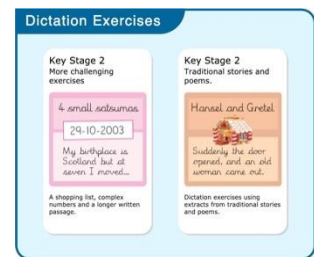 Dictation Exercises
Key Stage 2
More challenging
exercises
4 small satsumas
29-10-2003
My birthplace is
Scotland but at
seven I moved...
A shopping list, complex
numbers and a longer written
passage.
Key Stage 2
Traditional stories and
poems.
Hansel and Gretel
Suddenly the door
opened, and an old
woman came out.
Dictation exercises using
extracts from traditional stories
and poems.